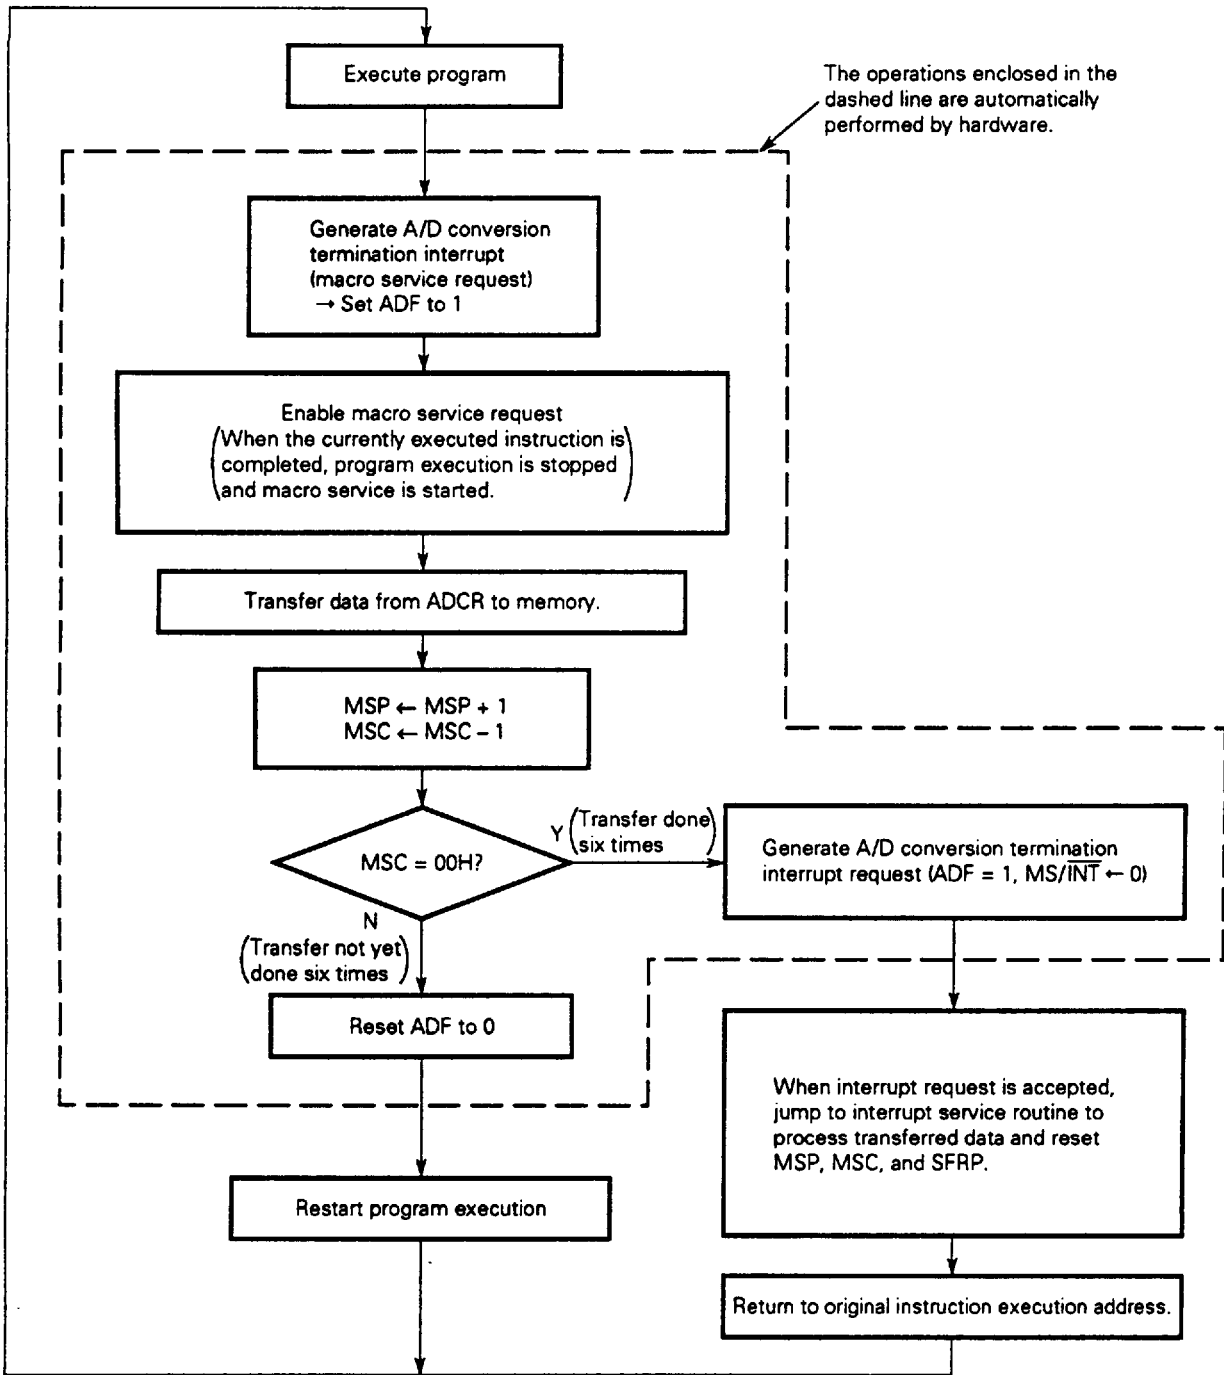 Execute program
The operations enclosed in the
dashed line are automatically
performed by hardware.
Generate A/D conversion
termination interrupt
(macro service request)
→ Set ADF to 1
Enable macro service request
(When the currently executed instruction is
completed, program execution is stopped
and macro service is started.)
Transfer data from ADCR to memory.
MSP ← MSP + 1
MSC ← MSC – 1
MSC = 00H?
Y (Transfer done
six times)
Generate A/D conversion termination
interrupt request (ADF = 1, MS/I̅N̅T̅ ← 0)
N
(Transfer not yet
done six times)
Reset ADF to 0
When interrupt request is accepted,
jump to interrupt service routine to
process transferred data and reset
MSP, MSC, and SFRP.
Restart program execution
Return to original instruction execution address.